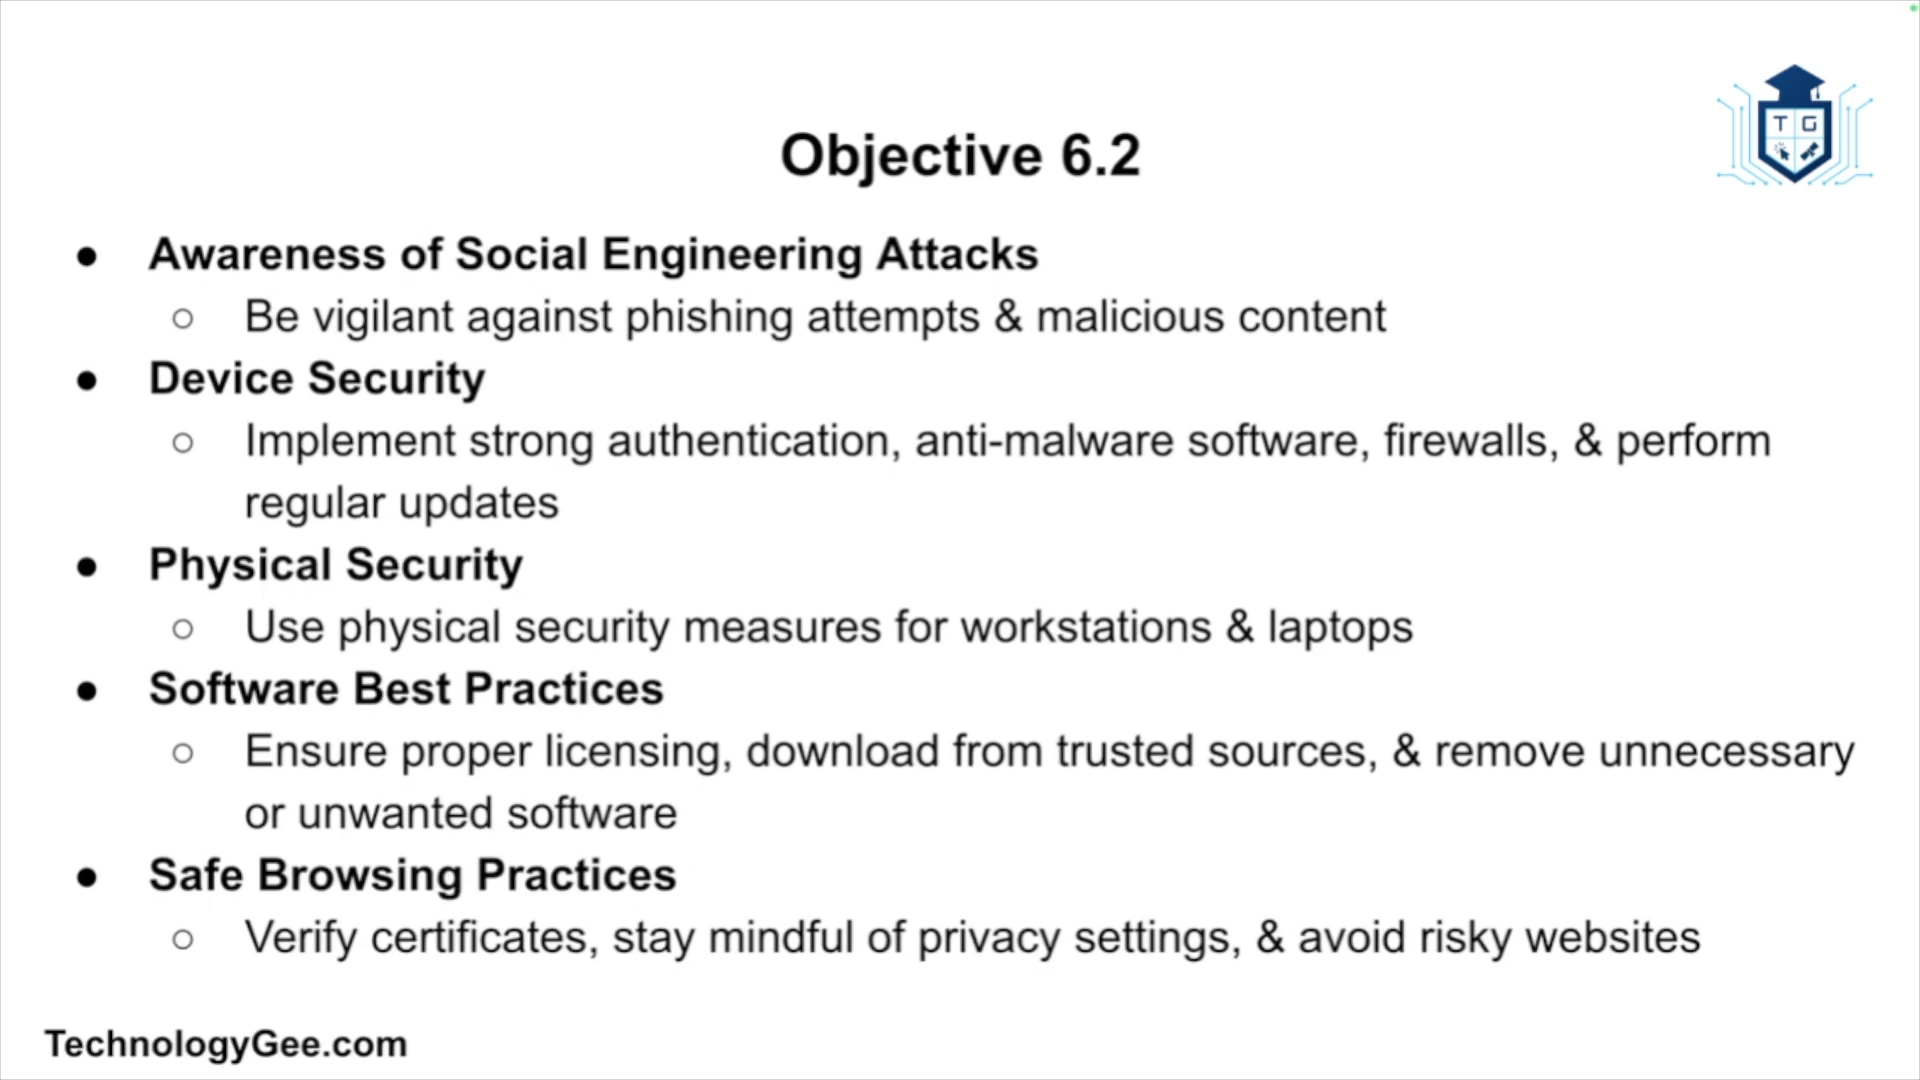 T G
Objective 6.2
● Awareness of Social Engineering Attacks
○ Be vigilant against phishing attempts & malicious content
● Device Security
○ Implement strong authentication, anti-malware software, firewalls, & perform
regular updates
● Physical Security
○ Use physical security measures for workstations & laptops
● Software Best Practices
○ Ensure proper licensing, download from trusted sources, & remove unnecessary
or unwanted software
● Safe Browsing Practices
○ Verify certificates, stay mindful of privacy settings, & avoid risky websites
TechnologyGee.com